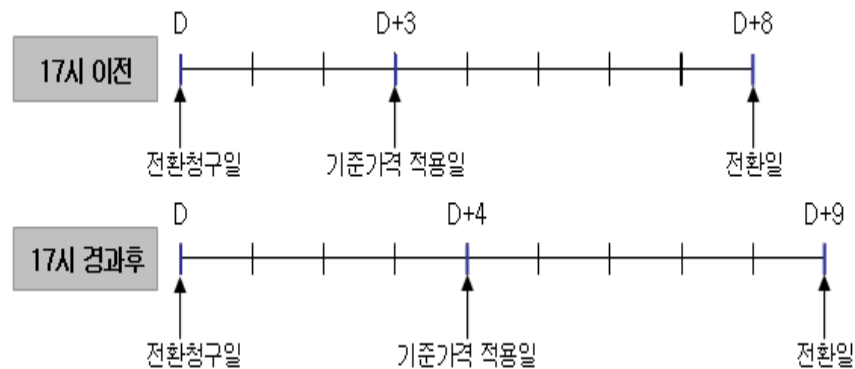 D D+3 D+8
17시 이전
전환청구일 기준가격 적용일 전환일
D D+4 D+9
17시 경과후
전환청구일 기준가격 적용일 전환일